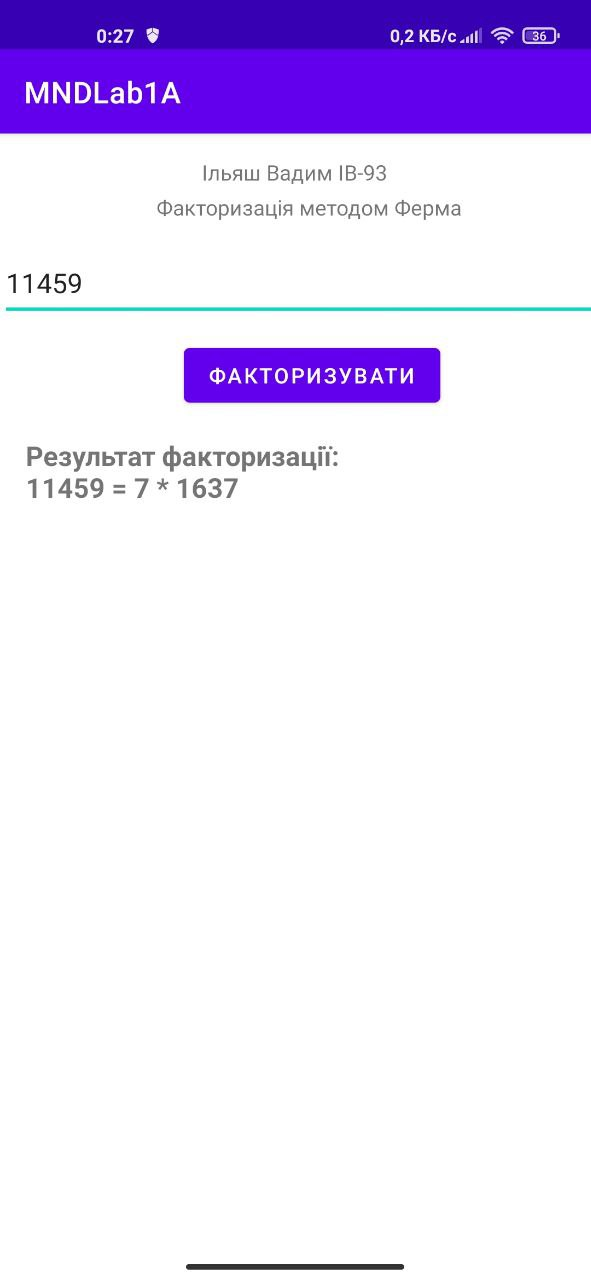 0:27 0,2 КБ/с 36
MNDLab1A
Ільяш Вадим ІВ-93
Факторизація методом Ферма
11459
ФАКТОРИЗУВАТИ
Результат факторизації:
11459 = 7 * 1637